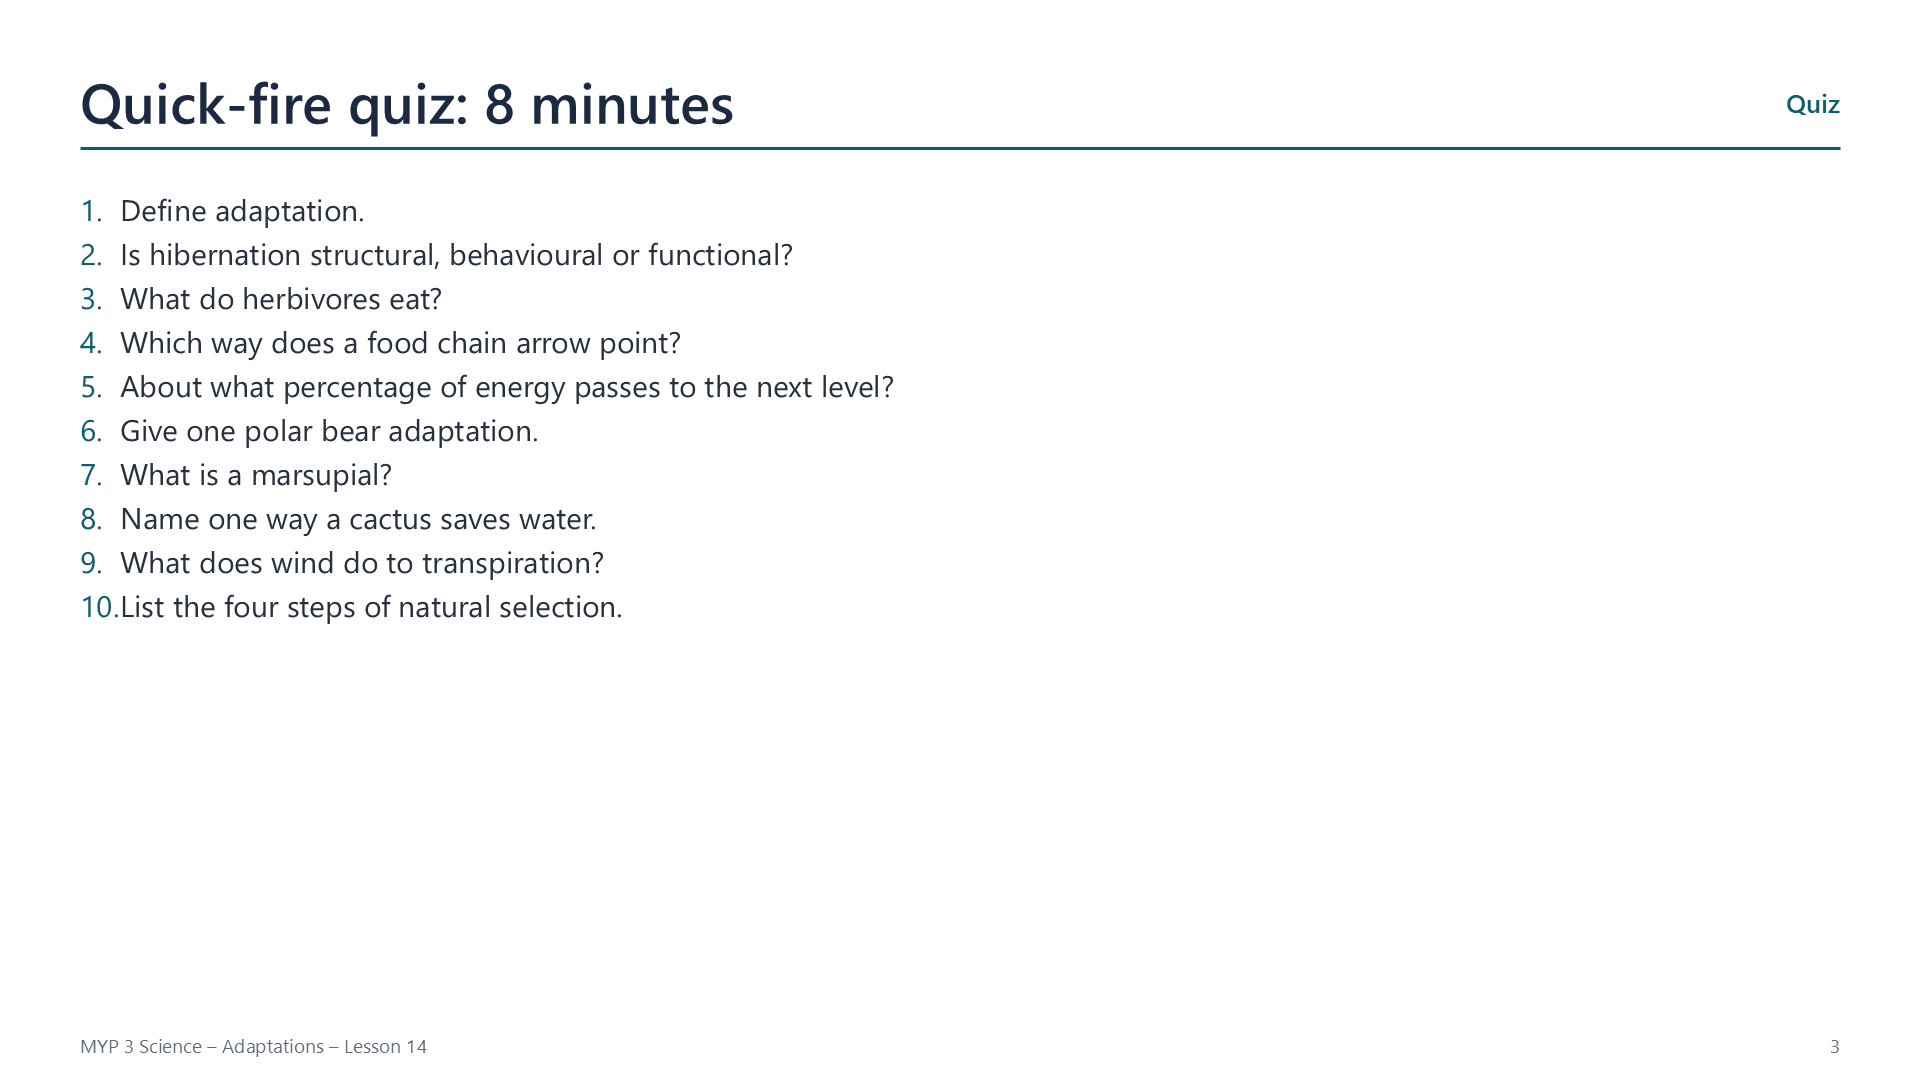 Quick-fire quiz: 8 minutes
Quiz
1. Define adaptation.
2. Is hibernation structural, behavioural or functional?
3. What do herbivores eat?
4. Which way does a food chain arrow point?
5. About what percentage of energy passes to the next level?
6. Give one polar bear adaptation.
7. What is a marsupial?
8. Name one way a cactus saves water.
9. What does wind do to transpiration?
10.List the four steps of natural selection.
MYP 3 Science – Adaptations – Lesson 14
3